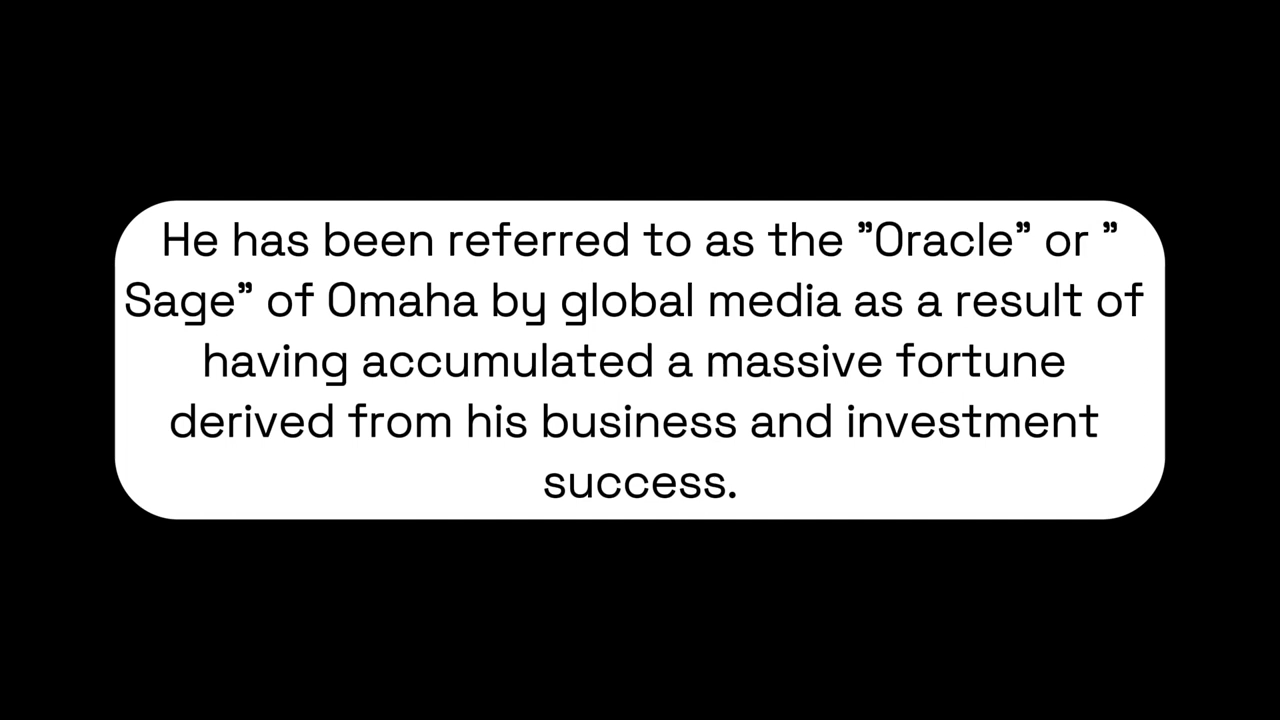 He has been referred to as the ”Oracle” or ”
Sage” of Omaha by global media as a result of
having accumulated a massive fortune
derived from his business and investment
success.